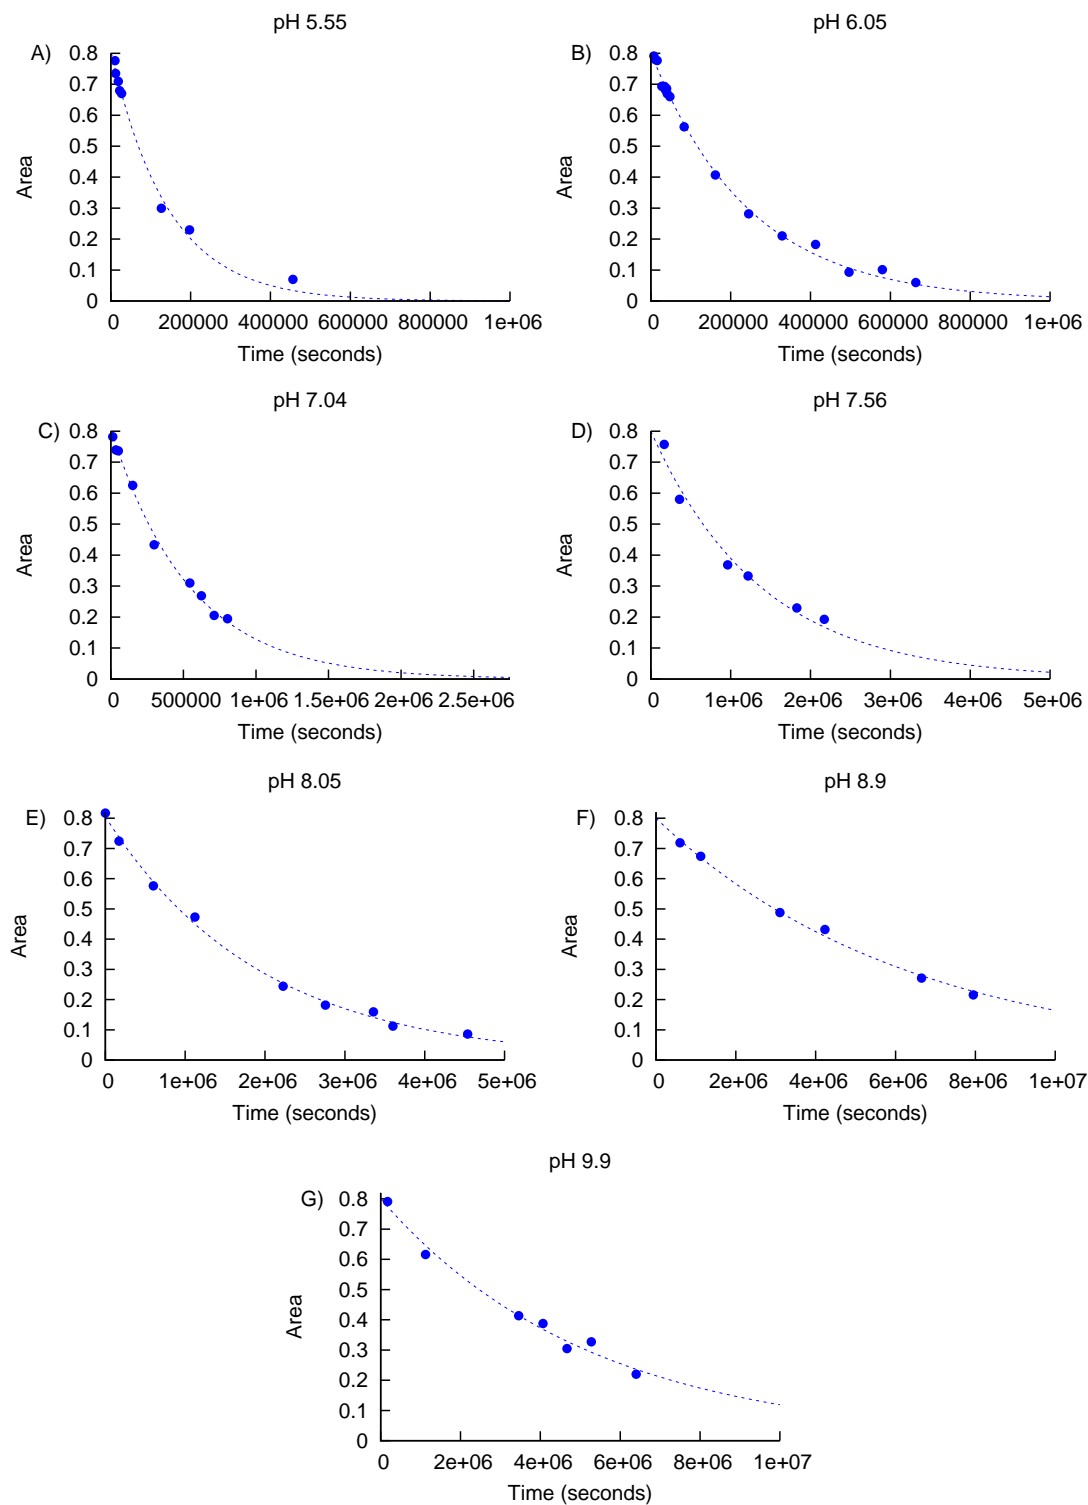 pH 5.55
pH 6.05
A)
0.8
0.7
0.6
0.5
0.4
0.3
0.2
0.1
0
Area
0 200000 400000 600000 800000 1e+06
Time (seconds)
B)
0.8
0.7
0.6
0.5
0.4
0.3
0.2
0.1
0
Area
0 200000 400000 600000 800000 1e+06
Time (seconds)
pH 7.04
pH 7.56
C)
0.8
0.7
0.6
0.5
0.4
0.3
0.2
0.1
0
Area
0 500000 1e+06 1.5e+06 2e+06 2.5e+06
Time (seconds)
D)
0.8
0.7
0.6
0.5
0.4
0.3
0.2
0.1
0
Area
0 1e+06 2e+06 3e+06 4e+06 5e+06
Time (seconds)
pH 8.05
pH 8.9
E)
0.8
0.7
0.6
0.5
0.4
0.3
0.2
0.1
0
Area
0 1e+06 2e+06 3e+06 4e+06 5e+06
Time (seconds)
F)
0.8
0.7
0.6
0.5
0.4
0.3
0.2
0.1
0
Area
0 2e+06 4e+06 6e+06 8e+06 1e+07
Time (seconds)
pH 9.9
G)
0.8
0.7
0.6
0.5
0.4
0.3
0.2
0.1
0
Area
0 2e+06 4e+06 6e+06 8e+06 1e+07
Time (seconds)